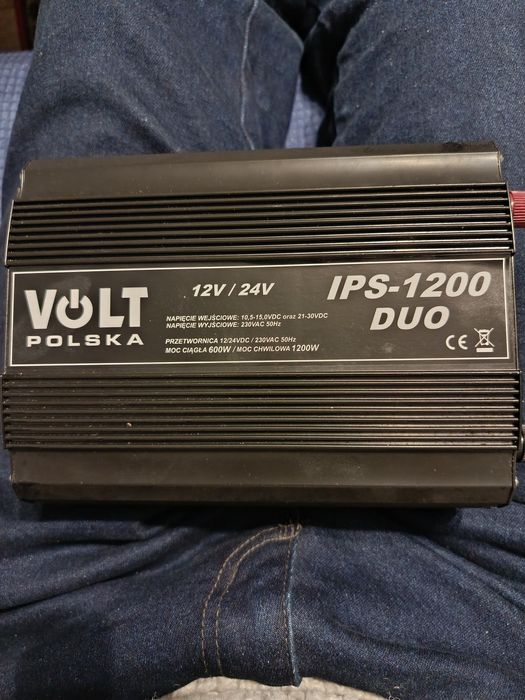 VOLT
POLSKA
12V / 24V
NAPIĘCIE WEJŚCIOWE: 10,5-15,0VDC oraz 21-30VDC
NAPIĘCIE WYJŚCIOWE: 230VAC 50Hz
PRZETWORNICA 12/24VDC / 230VAC 50Hz
MOC CIĄGŁA 600W / MOC CHWILOWA 1200W
IPS-1200
DUO
CE